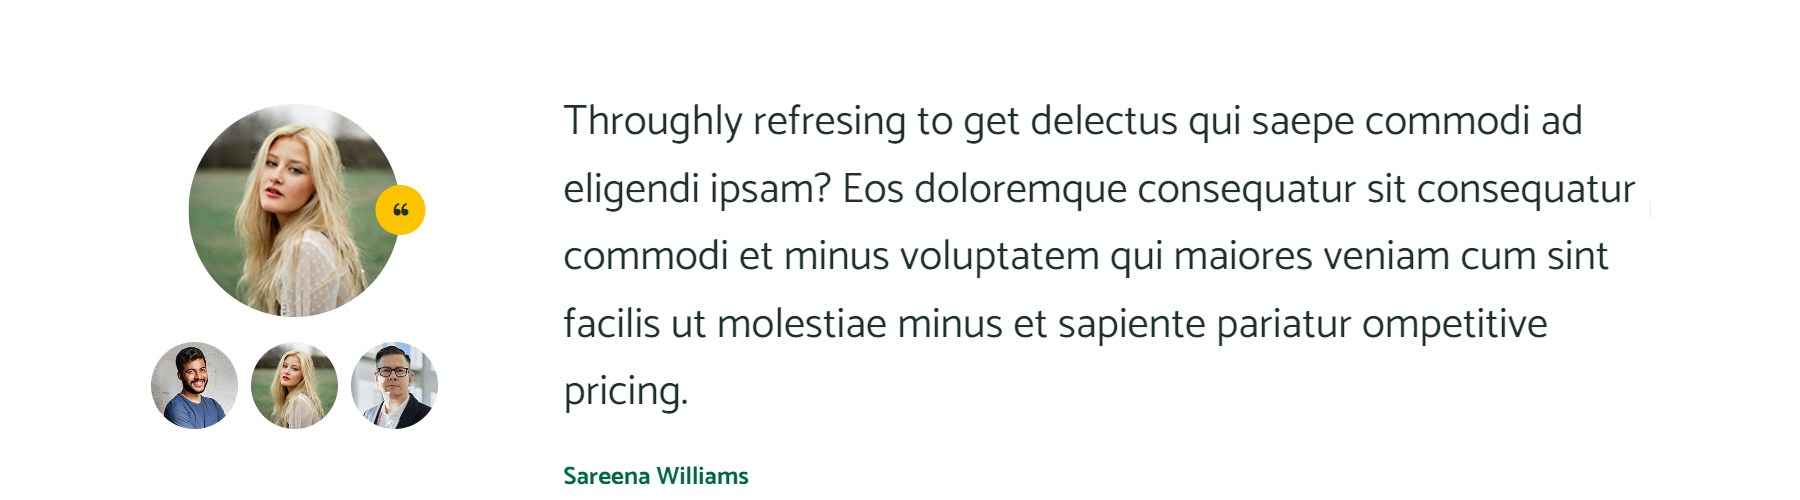 Throughly refresing to get delectus qui saepe commodi ad
eligendi ipsam? Eos doloremque consequatur sit consequatur
commodi et minus voluptatem qui maiores veniam cum sint
facilis ut molestiae minus et sapiente pariatur ompetitive
pricing.
Sareena Williams